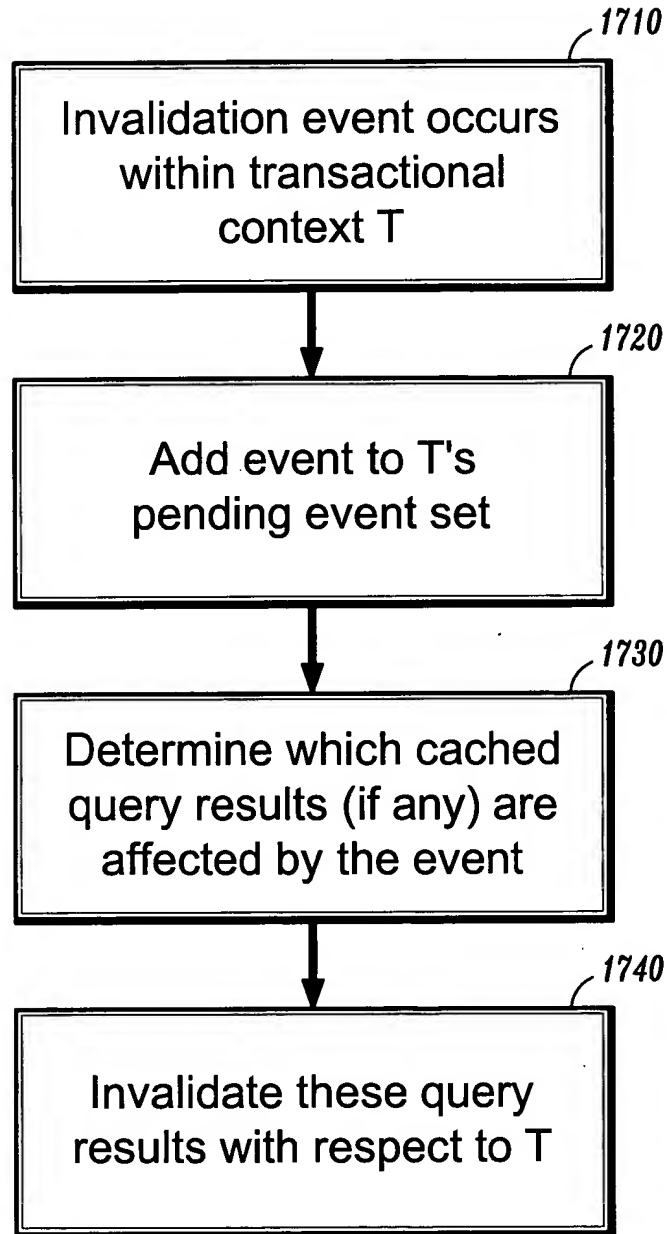 1710
Invalidation event occurs
within transactional
context T
1720
Add event to T's
pending event set
1730
Determine which cached
query results (if any) are
affected by the event
1740
Invalidate these query
results with respect to T